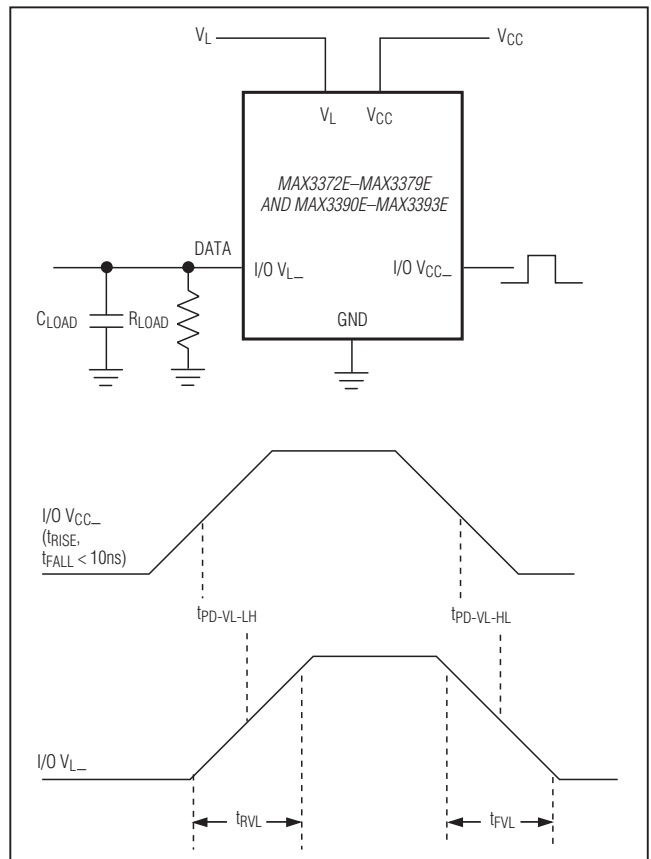 VL
VCC
VL VCC
MAX3372E–MAX3379E
AND MAX3390E–MAX3393E
DATA
I/O VL_
I/O VCC_
CLOAD
RLOAD
GND
I/O VCC_
(tRISE,
tFALL < 10ns)
tPD-VL-LH
tPD-VL-HL
I/O VL_
tRVL
tFVL